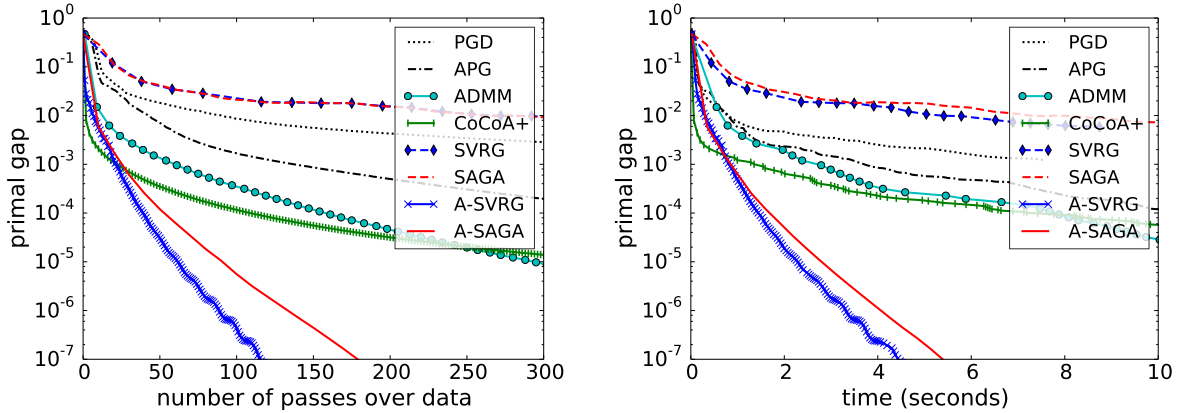 10^0
10^-1
10^-2
10^-3
10^-4
10^-5
10^-6
10^-7
primal gap
0
50
100
150
200
250
300
number of passes over data
PGD
APG
ADMM
CoCoA+
SVRG
SAGA
A-SVRG
A-SAGA
10^0
10^-1
10^-2
10^-3
10^-4
10^-5
10^-6
10^-7
primal gap
0
2
4
6
8
10
time (seconds)
PGD
APG
ADMM
CoCoA+
SVRG
SAGA
A-SVRG
A-SAGA